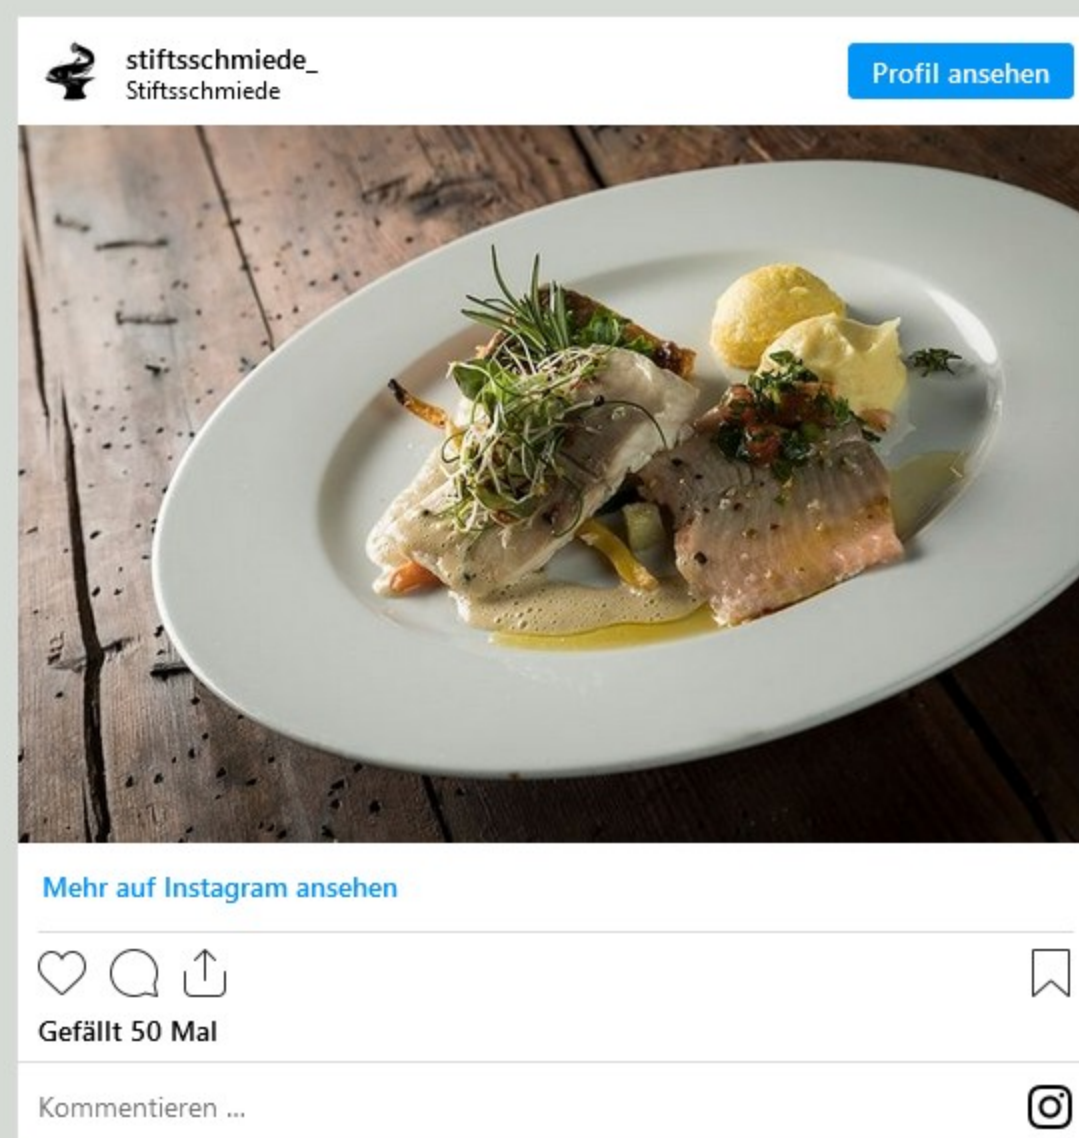 stiftsschmiede_
Stiftsschmiede
Profil ansehen
Mehr auf Instagram ansehen
Gefällt 50 Mal
Kommentieren ...